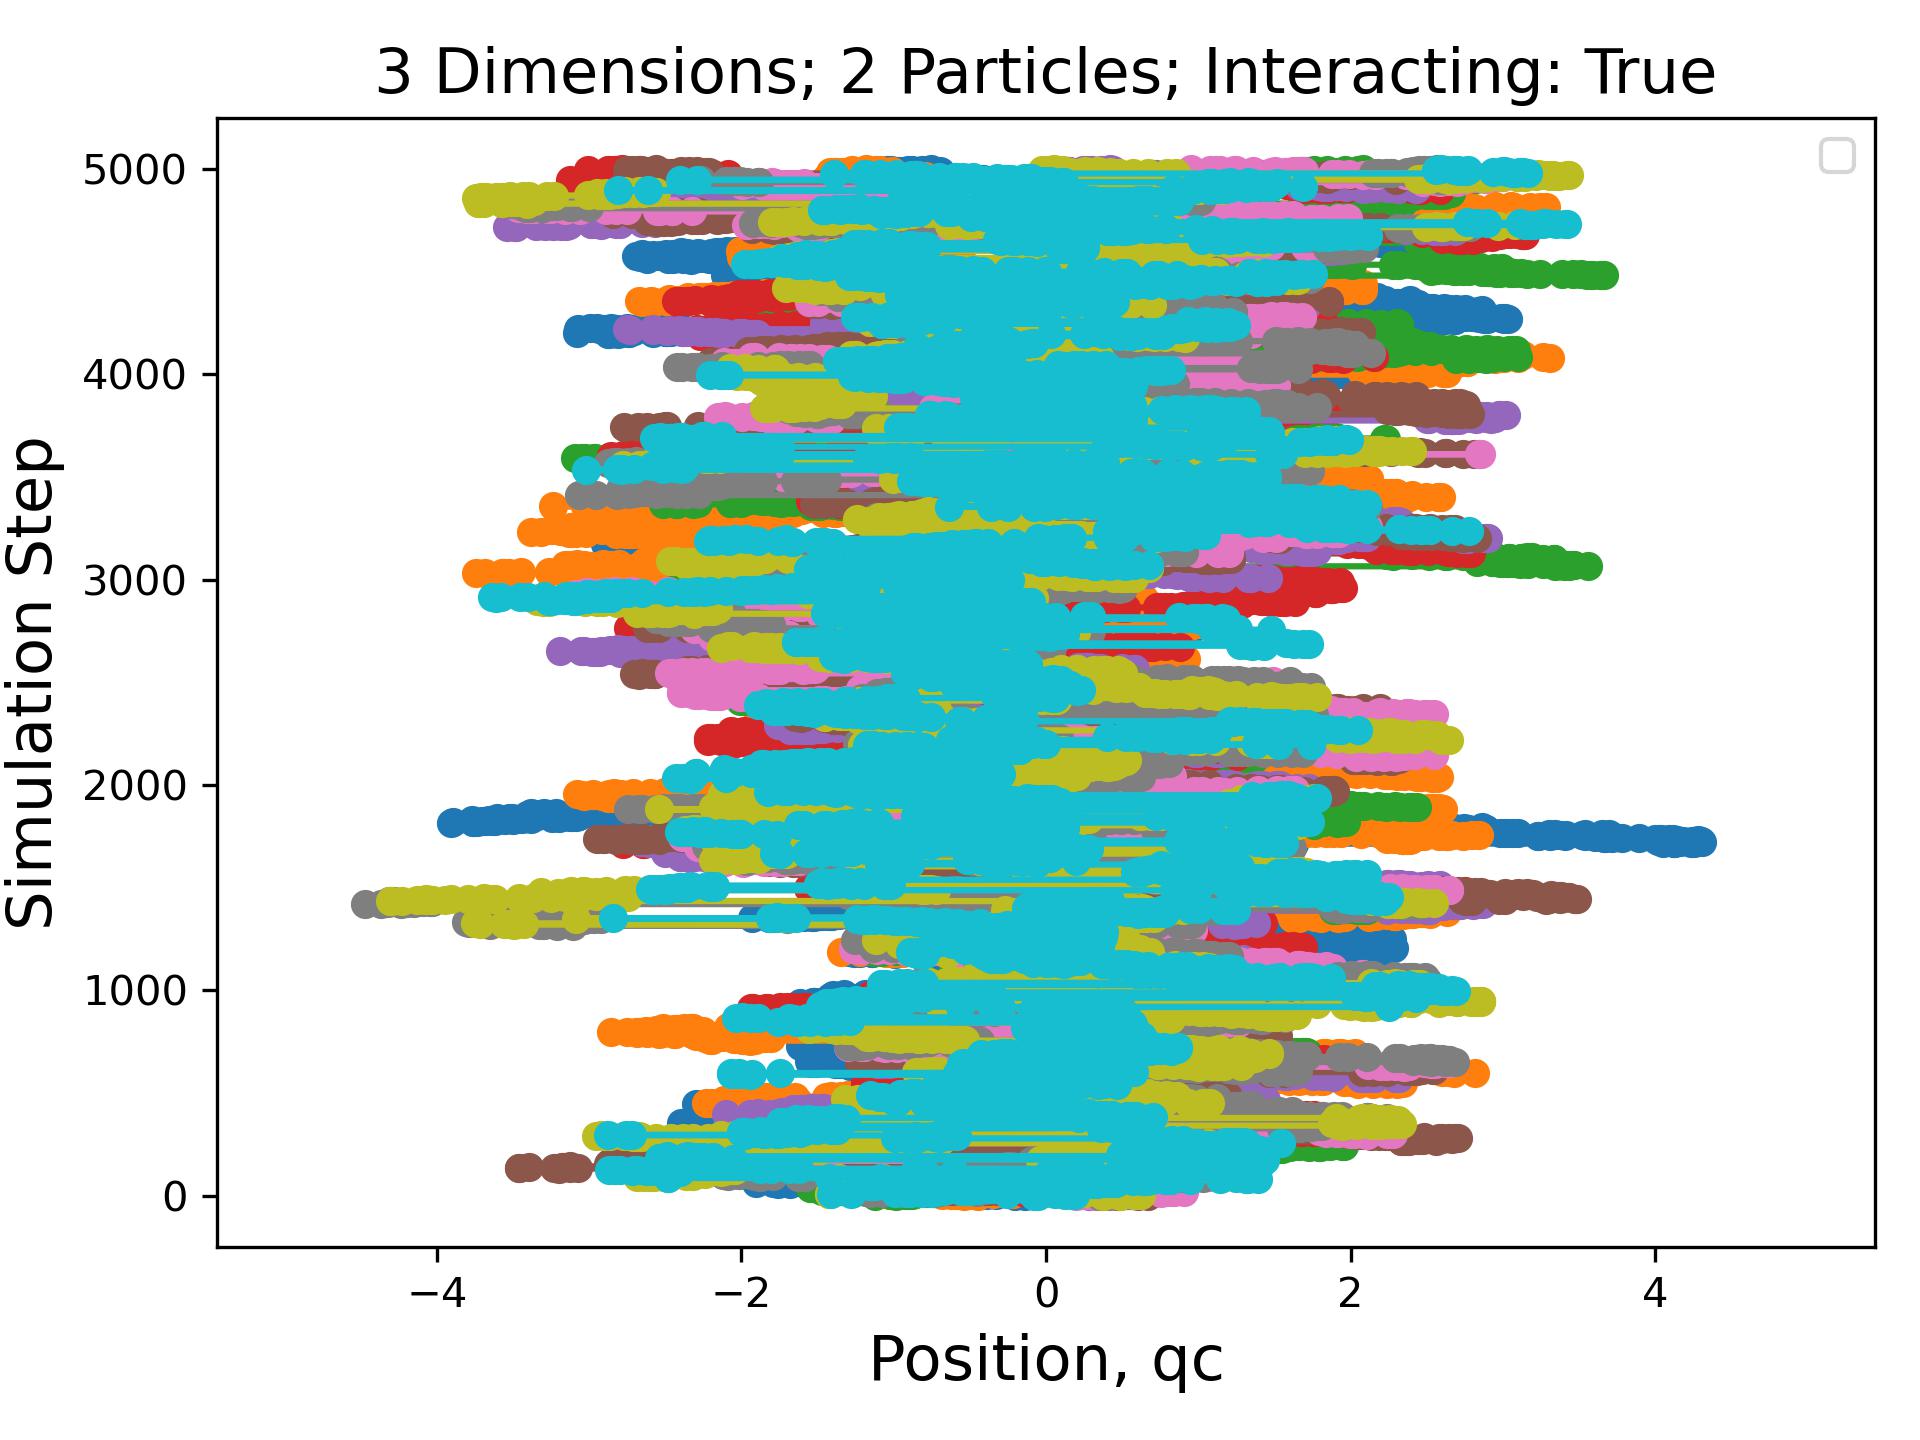 3 Dimensions; 2 Particles; Interacting: True
Simulation Step
5000
4000
3000
2000
1000
0
−4 −2 0 2 4
Position, qc